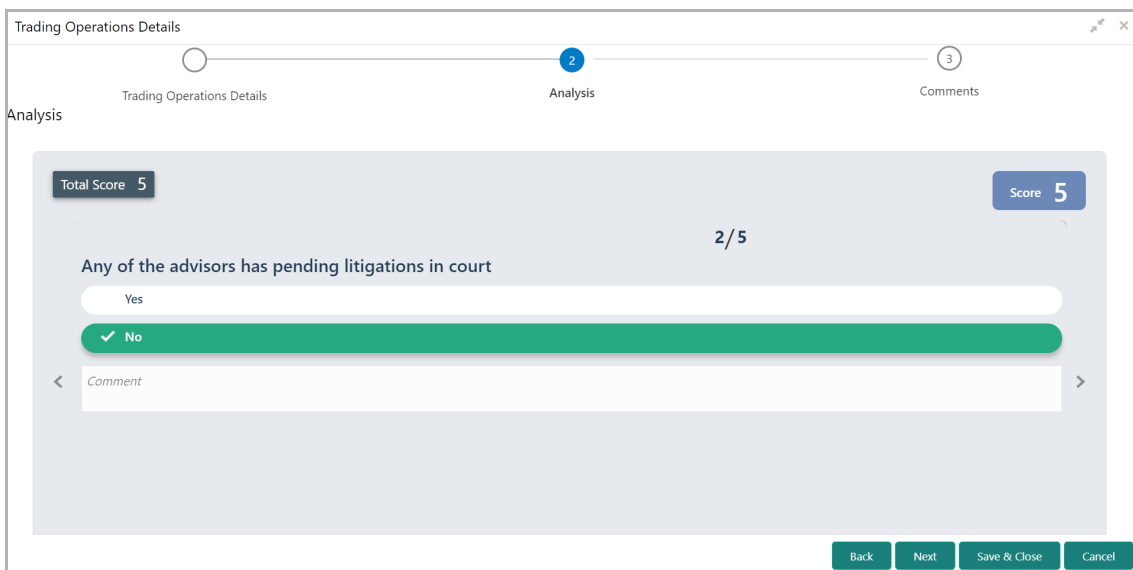 Trading Operations Details
2
3
Trading Operations Details
Analysis
Comments
Analysis
Total Score 5
Score 5
2/5
Any of the advisors has pending litigations in court
Yes
No
Comment
Back Next Save & Close Cancel